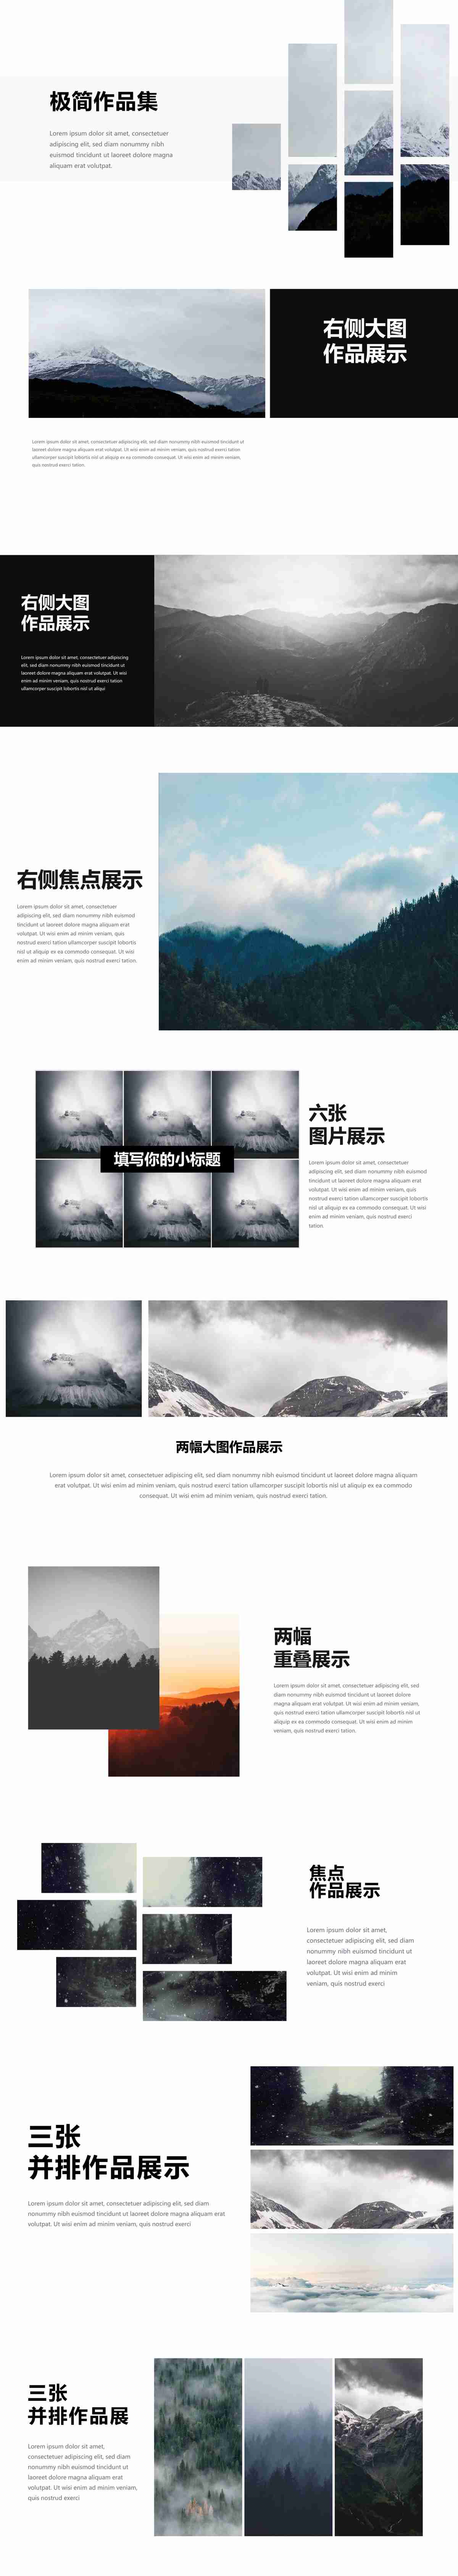 极简作品集
Lorem ipsum dolor sit amet, consectetuer
adipiscing elit, sed diam nonummy nibh
euismod tincidunt ut laoreet dolore magna
aliquam erat volutpat.
右侧大图
作品展示
Lorem ipsum dolor sit amet, consectetuer adipiscing elit, sed diam nonummy nibh euismod tincidunt ut
laoreet dolore magna aliquam erat volutpat. Ut wisi enim ad minim veniam, quis nostrud exerci tation
ullamcorper suscipit lobortis nisl ut aliquip ex ea commodo consequat. Ut wisi enim ad minim veniam,
quis nostrud exerci tation.
右侧大图
作品展示
Lorem ipsum dolor sit amet, consectetuer adipiscing
elit, sed diam nonummy nibh euismod tincidunt ut
laoreet dolore magna aliquam erat volutpat. Ut wisi
enim ad minim veniam, quis nostrud exerci tation
ullamcorper suscipit lobortis nisl ut aliqui
右侧焦点展示
Lorem ipsum dolor sit amet, consectetuer
adipiscing elit, sed diam nonummy nibh euismod
tincidunt ut laoreet dolore magna aliquam erat
volutpat. Ut wisi enim ad minim veniam, quis
nostrud exerci tation ullamcorper suscipit lobortis
nisl ut aliquip ex ea commodo consequat. Ut wisi
enim ad minim veniam, quis nostrud exerci tation.
填写你的小标题
六张
图片展示
Lorem ipsum dolor sit amet, consectetuer
adipiscing elit, sed diam nonummy nibh euismod
tincidunt ut laoreet dolore magna aliquam erat
volutpat. Ut wisi enim ad minim veniam, quis
nostrud exerci tation ullamcorper suscipit lobortis
nisl ut aliquip ex ea commodo consequat. Ut wisi
enim ad minim veniam, quis nostrud exerci
tation.
两幅大图作品展示
Lorem ipsum dolor sit amet, consectetuer adipiscing elit, sed diam nonummy nibh euismod tincidunt ut laoreet dolore magna aliquam
erat volutpat. Ut wisi enim ad minim veniam, quis nostrud exerci tation ullamcorper suscipit lobortis nisl ut aliquip ex ea commodo
consequat. Ut wisi enim ad minim veniam, quis nostrud exerci tation.
两幅
重叠展示
Lorem ipsum dolor sit amet, consectetuer adipiscing elit, sed
diam nonummy nibh euismod tincidunt ut laoreet dolore
magna aliquam erat volutpat. Ut wisi enim ad minim veniam,
quis nostrud exerci tation ullamcorper suscipit lobortis nisl ut
aliquip ex ea commodo consequat. Ut wisi enim ad minim
veniam, quis nostrud exerci tation.
焦点
作品展示
Lorem ipsum dolor sit amet,
consectetuer adipiscing elit, sed diam
nonummy nibh euismod tincidunt ut
laoreet dolore magna aliquam erat
volutpat. Ut wisi enim ad minim
veniam, quis nostrud exerci
三张
并排作品展示
Lorem ipsum dolor sit amet, consectetuer adipiscing elit, sed diam
nonummy nibh euismod tincidunt ut laoreet dolore magna aliquam erat
volutpat. Ut wisi enim ad minim veniam, quis nostrud exerci
三张
并排作品展
Lorem ipsum dolor sit amet,
consectetuer adipiscing elit, sed diam
nonummy nibh euismod tincidunt ut
laoreet dolore magna aliquam erat
volutpat. Ut wisi enim ad minim veniam,
quis nostrud exerci